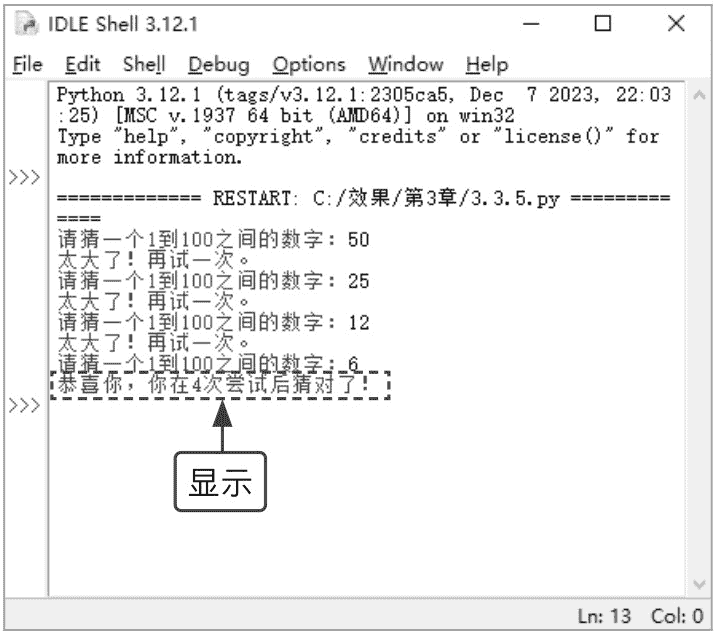 IDLE Shell 3.12.1
File Edit Shell Debug Options Window Help
Python 3.12.1 (tags/v3.12.1:2305ca5, Dec  7 2023, 22:03
:25) [MSC v.1937 64 bit (AMD64)] on win32
Type "help", "copyright", "credits" or "license()" for
more information.
>>>
============= RESTART: C:/效果/第3章/3.3.5.py =========
====
请猜一个1到100之间的数字: 50
太大了! 再试一次。
请猜一个1到100之间的数字: 25
太大了! 再试一次。
请猜一个1到100之间的数字: 12
太大了! 再试一次。
请猜一个1到100之间的数字: 6
恭喜你，你在4次尝试后猜对了!
>>>
显示
Ln: 13 Col: 0